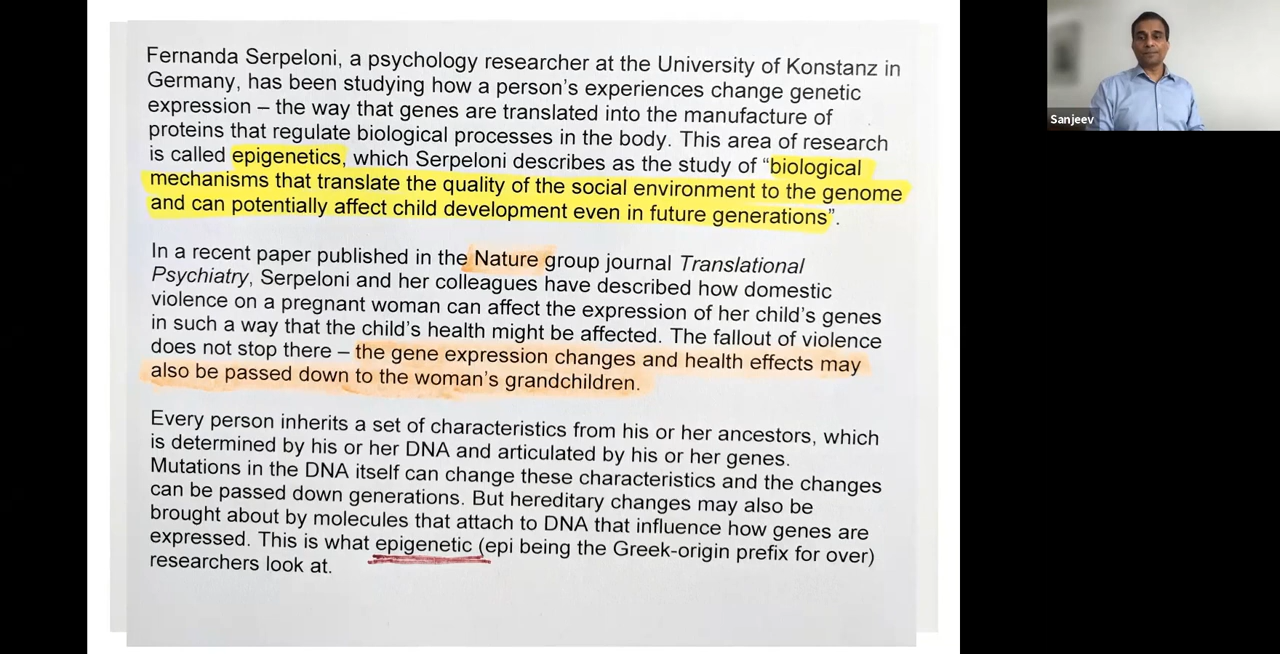 Fernanda Serpeloni, a psychology researcher at the University of Konstanz in
Germany, has been studying how a person’s experiences change genetic
expression – the way that genes are translated into the manufacture of
proteins that regulate biological processes in the body. This area of research
is called epigenetics, which Serpeloni describes as the study of “biological
mechanisms that translate the quality of the social environment to the genome
and can potentially affect child development even in future generations”.
In a recent paper published in the Nature group journal Translational
Psychiatry, Serpeloni and her colleagues have described how domestic
violence on a pregnant woman can affect the expression of her child’s genes
in such a way that the child’s health might be affected. The fallout of violence
does not stop there – the gene expression changes and health effects may
also be passed down to the woman’s grandchildren.
Every person inherits a set of characteristics from his or her ancestors, which
is determined by his or her DNA and articulated by his or her genes.
Mutations in the DNA itself can change these characteristics and the changes
can be passed down generations. But hereditary changes may also be
brought about by molecules that attach to DNA that influence how genes are
expressed. This is what epigenetic (epi being the Greek-origin prefix for over)
researchers look at.
Sanjeev